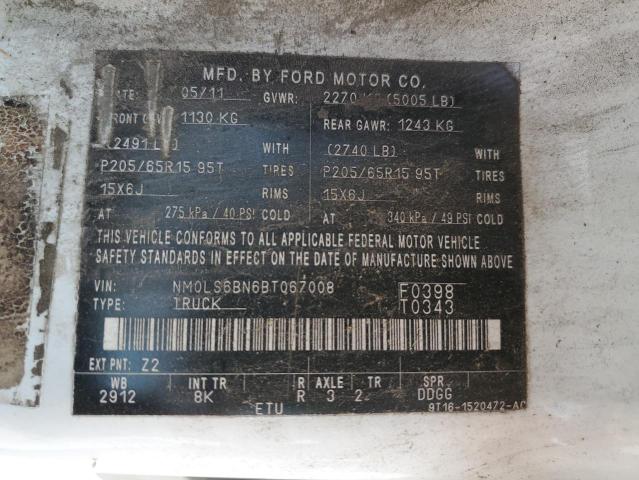 MFD. BY FORD MOTOR CO.
05/11 GVWR: 2270 (5005 LB)
1130 KG REAR GAWR: 1243 KG
(2491 WITH (2740 LB) WITH
P205/65R15 95T TIRES P205/65R15 95T TIRES
15X6J RIMS 15X6J RIMS
AT 275 kPa / 40 PSI COLD AT 340 kPa / 49 PSI COLD
THIS VEHICLE CONFORMS TO ALL APPLICABLE FEDERAL MOTOR VEHICLE
SAFETY STANDARDS IN EFFECT ON THE DATE OF MANUFACTURE SHOWN ABOVE.
VIN: NM0LS6BN6BT067008 F0398
TYPE: TRUCK T0343
EXT PNT: Z2
WB INT TR R AXLE TR SPR
2912 8K R 3 2 DDGG
ETU 9T16-1520472-AC